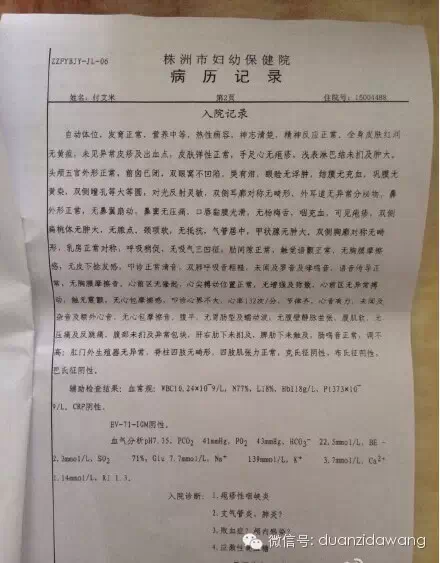 ZZFYBJY-JL-06
株洲市妇幼保健院
病历记录
姓名：付艾米 第2页 住院号：15004488
入院记录
自动体位，发育正常、营养中等，热性病容，神志清楚，精神反应正常，全身皮肤红润
无黄疸，未见异常皮疹及出血点，皮肤弹性正常，手足心无疱疹。浅表淋巴结未扪及肿大。
头颅五官外形正常，前囟已闭，双眼窝不凹陷，哭有泪，眼睑无浮肿，结膜无充血，巩膜无
黄染，双侧瞳孔等大等圆，对光反射灵敏，双侧耳廓对称无畸形，外耳道无异常分泌物，鼻
外形正常，无鼻翼扇动，鼻窦无压痛，口唇黏膜光滑，无杨梅舌，咽充血，可见疱疹，双侧
扁桃体无肿大，无脓点，颈软，无抵抗，气管居中，甲状腺无肿大，双侧胸廓对称无畸
形，乳房正常对称，呼吸稍促，无吸气三凹征，肋间隙正常，触觉语颤正常，无胸膜摩擦
感，无皮下捻发感，叩诊正常清音，双肺呼吸音粗糙，未闻及罗音及哮鸣音，语音传导正
常，无胸膜摩擦音。心前区无隆起，心尖搏动位置正常，无增强及弥散，心前区无异常搏
动，触无震颤，无心包摩擦感，叩诊心界不大，心率132次/分，节律齐，心音有力，未闻及
杂音及额外心音，无心包摩擦音，腹平，无胃肠型及蠕动波，无腹壁静脉曲张，腹肌软，无
压痛及反跳痛，腹部未扪及异常包块，肝右肋下未扪及，脾肋下未触及，肠鸣音正常，调不
高；肛门外生殖器无异常，脊柱四肢无畸形，四肢肌张力正常，克氏征阴性，布氏征阴性，
巴氏征阴性。
辅助检查结果：血常规：WBC10.24×10^9/L，N77%，L18%，Hb118g/L，Pt373×10^
9/L，CRP阴性。
EV-71-IGM阴性。
血气分析pH7.35，PCO2 41mmHg，PO2 43mmHg，HCO3- 22.5mmol/L，BE -
2.3mmol/L，SO2 71%，Glu 7.7mmol/L，Na+ 139mmol/L，K+ 3.7mmol/L，Ca2+
1.14mmol/L，
入院诊断：1.疱疹性咽峡炎
2.支气管炎，肺炎？
3.败血症？
微信号：duanzidawang